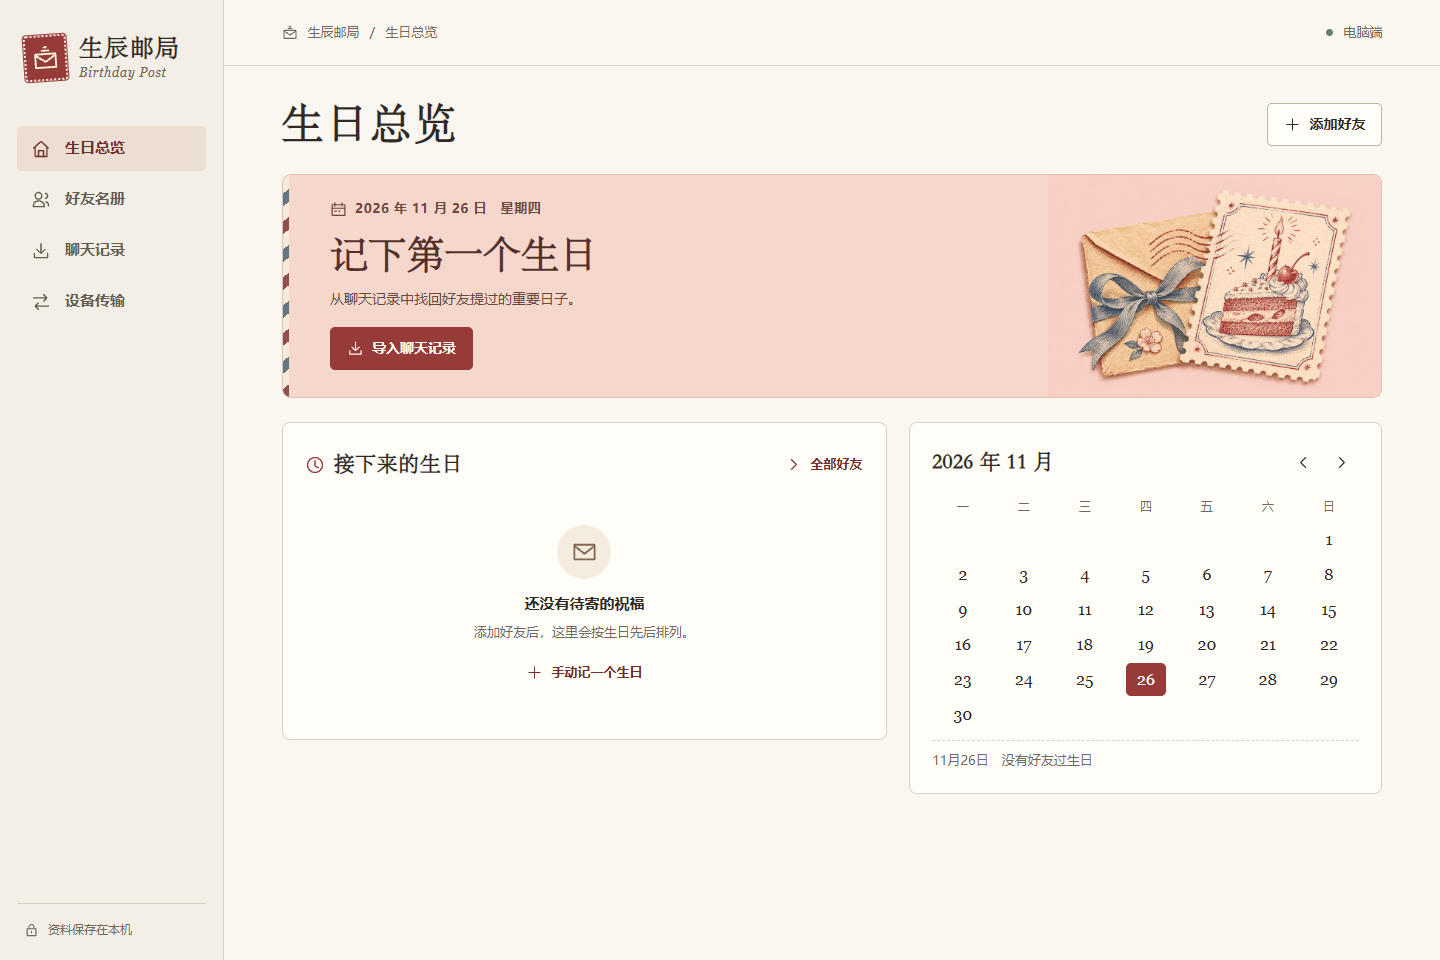 生辰邮局
Birthday Post
生日总览
好友名册
聊天记录
设备传输
资料保存在本机
生辰邮局 / 生日总览
电脑端
生日总览
添加好友
2026 年 11 月 26 日 星期四
记下第一个生日
从聊天记录中找回好友提过的重要日子。
导入聊天记录
接下来的生日
全部好友
还没有待寄的祝福
添加好友后，这里会按生日先后排列。
手动记一个生日
2026 年 11 月
一 二 三 四 五 六 日
1
2 3 4 5 6 7 8
9 10 11 12 13 14 15
16 17 18 19 20 21 22
23 24 25 26 27 28 29
30
11月26日 没有好友过生日